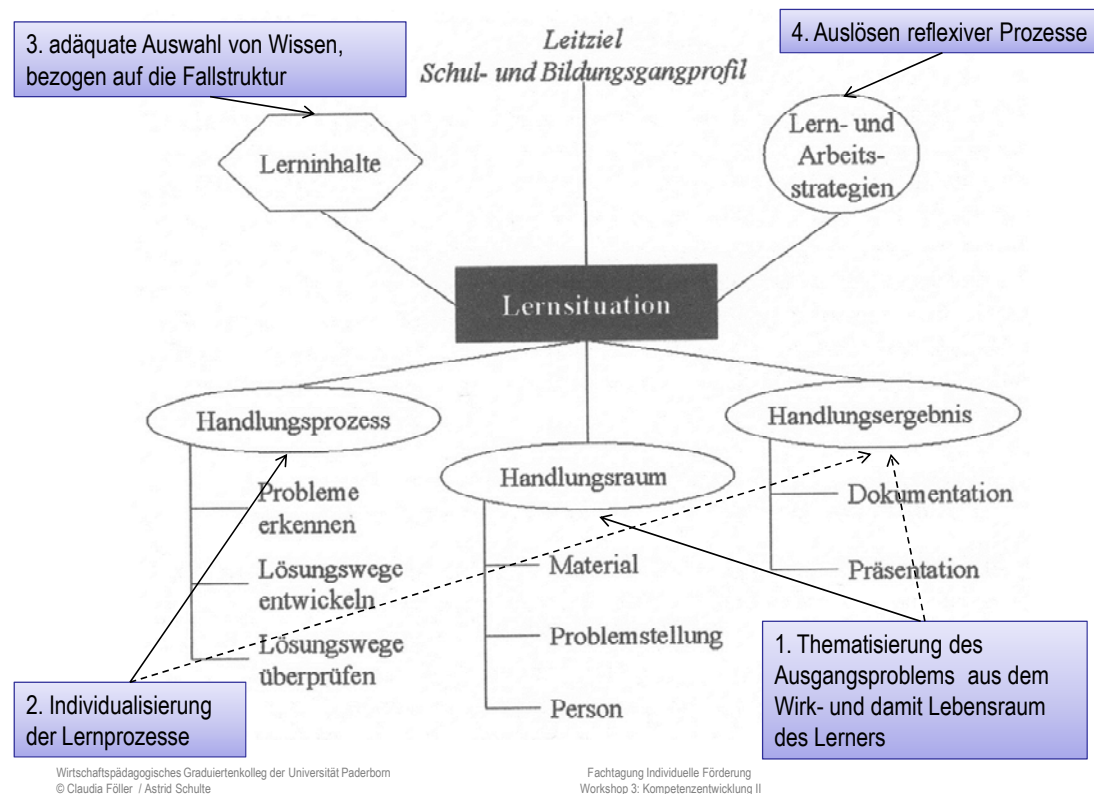 3. adäquate Auswahl von Wissen,
bezogen auf die Fallstruktur
Leitziel
Schul- und Bildungsgangprofil
4. Auslösen reflexiver Prozesse
Lerninhalte
Lern- und
Arbeits-
strategien
Lernsituation
Handlungsprozess
Probleme
erkennen
Lösungswege
entwickeln
Lösungswege
überprüfen
Handlungsraum
Material
Problemstellung
Person
Handlungsergebnis
Dokumentation
Präsentation
2. Individualisierung
der Lernprozesse
1. Thematisierung des
Ausgangsproblems aus dem
Wirk- und damit Lebensraum
des Lerners
Wirtschaftspädagogisches Graduiertenkolleg der Universität Paderborn
© Claudia Föller / Astrid Schulte
Fachtagung Individuelle Förderung
Workshop 3: Kompetenzentwicklung II